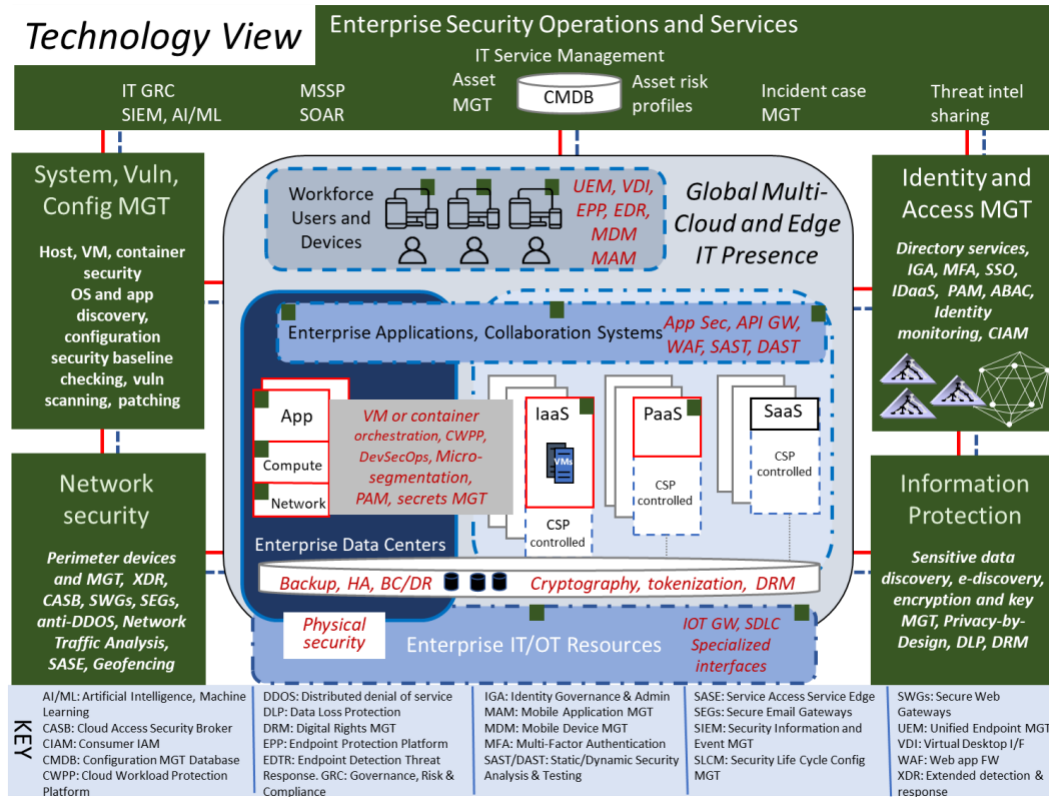 Technology View
Enterprise Security Operations and Services
IT Service Management
IT GRC
SIEM, AI/ML
MSSP
SOAR
Asset
MGT
CMDB
Asset risk
profiles
Incident case
MGT
Threat intel
sharing
System, Vuln,
Config MGT
Host, VM, container
security
OS and app
discovery,
configuration
security baseline
checking, vuln
scanning, patching
Workforce
Users and
Devices
UEM, VDI,
EPP, EDR,
MDM
MAM
Global Multi-
Cloud and Edge
IT Presence
Identity and
Access MGT
Directory services,
IGA, MFA, SSO,
IDaaS, PAM, ABAC,
Identity
monitoring, CIAM
Enterprise Applications, Collaboration Systems
App Sec, API GW,
WAF, SAST, DAST
App
Compute
Network
VM or container
orchestration, CWPP,
DevSecOps, Micro-
segmentation,
PAM, secrets MGT
IaaS
VMs
CSP
controlled
PaaS
CSP
controlled
SaaS
CSP
controlled
Enterprise Data Centers
Backup, HA, BC/DR
Cryptography, tokenization, DRM
Network
security
Perimeter devices
and MGT, XDR,
CASB, SWGs, SEGs,
anti-DDOS, Network
Traffic Analysis,
SASE, Geofencing
Physical
security
Enterprise IT/OT Resources
IOT GW, SDLC
Specialized
interfaces
Information
Protection
Sensitive data
discovery, e-discovery,
encryption and key
MGT, Privacy-by-
Design, DLP, DRM
KEY
AI/ML: Artificial Intelligence, Machine
Learning
CASB: Cloud Access Security Broker
CIAM: Consumer IAM
CMDB: Configuration MGT Database
CWPP: Cloud Workload Protection
Platform
DDOS: Distributed denial of service
DLP: Data Loss Protection
DRM: Digital Rights MGT
EPP: Endpoint Protection Platform
EDTR: Endpoint Detection Threat
Response. GRC: Governance, Risk &
Compliance
IGA: Identity Governance & Admin
MAM: Mobile Application MGT
MDM: Mobile Device MGT
MFA: Multi-Factor Authentication
SAST/DAST: Static/Dynamic Security
Analysis & Testing
SASE: Service Access Service Edge
SEGs: Secure Email Gateways
SIEM: Security Information and
Event MGT
SLCM: Security Life Cycle Config
MGT
SWGs: Secure Web
Gateways
UEM: Unified Endpoint MGT
VDI: Virtual Desktop I/F
WAF: Web app FW
XDR: Extended detection &
response